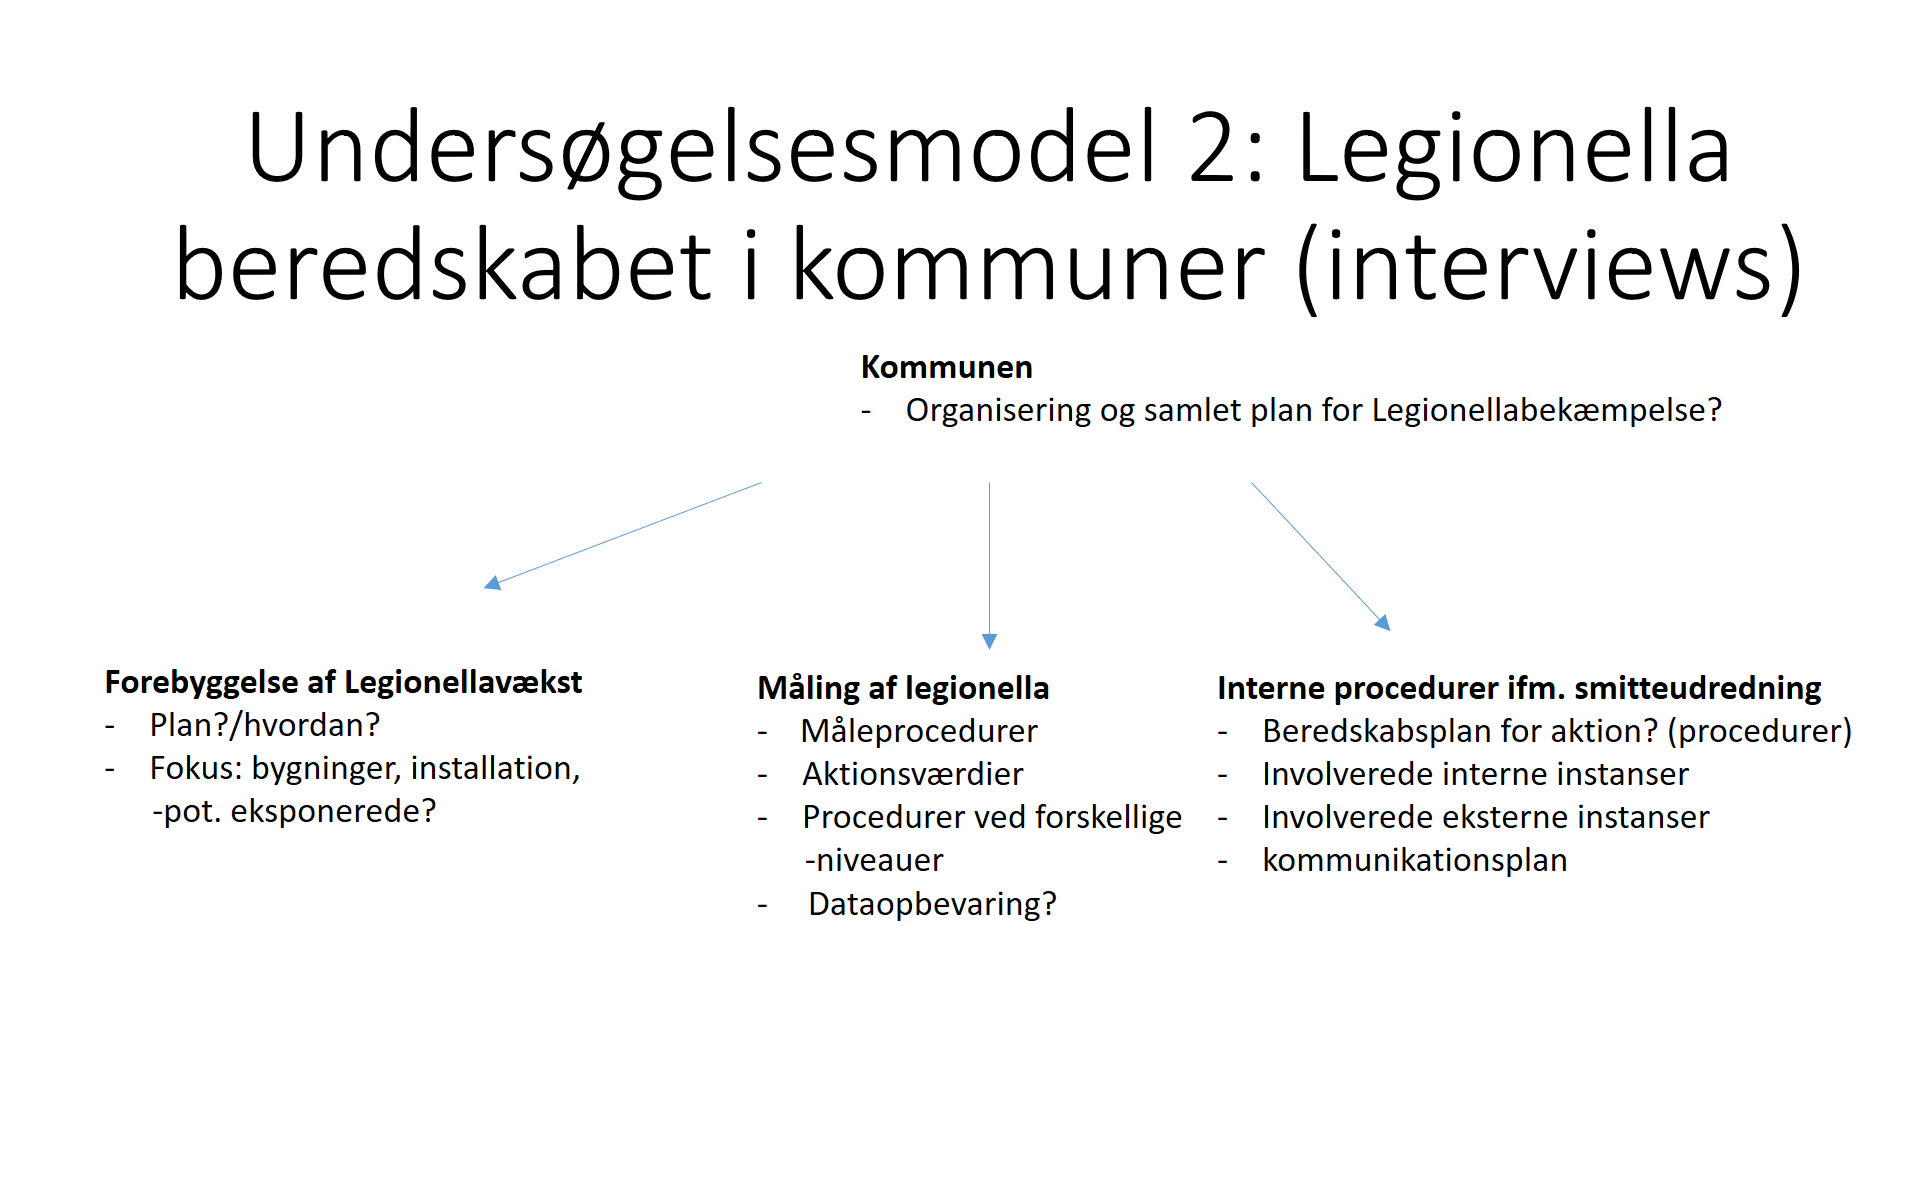 Undersøgelsesmodel 2: Legionella
beredskabet i kommuner (interviews)
Kommunen
- Organisering og samlet plan for Legionellabekæmpelse?
Forebyggelse af Legionellavækst
- Plan?/hvordan?
- Fokus: bygninger, installation,
-pot. eksponerede?
Måling af legionella
- Måleprocedurer
- Aktionsværdier
- Procedurer ved forskellige
-niveauer
- Dataopbevaring?
Interne procedurer ifm. smitteudredning
- Beredskabsplan for aktion? (procedurer)
- Involverede interne instanser
- Involverede eksterne instanser
- kommunikationsplan